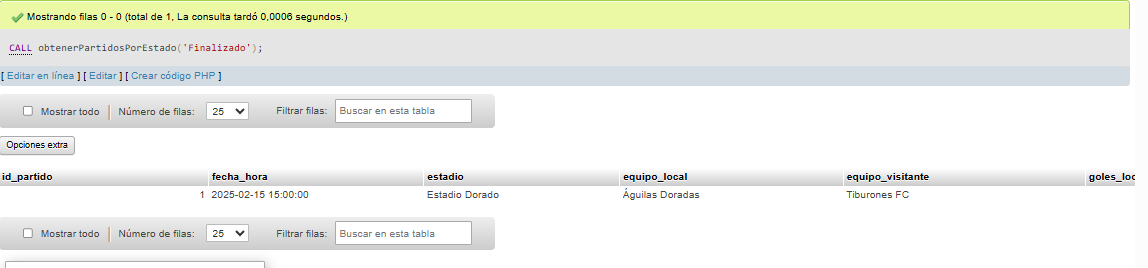 Mostrando filas 0 - 0 (total de 1, La consulta tardó 0,0006 segundos.)
CALL obtenerPartidosPorEstado('Finalizado');
[ Editar en línea ] [ Editar ] [ Crear código PHP ]
Mostrar todo | Número de filas: 25 Filtrar filas: Buscar en esta tabla
Opciones extra
id_partido fecha_hora estadio equipo_local equipo_visitante goles_loc
1 2025-02-15 15:00:00 Estadio Dorado Águilas Doradas Tiburones FC
Mostrar todo | Número de filas: 25 Filtrar filas: Buscar en esta tabla